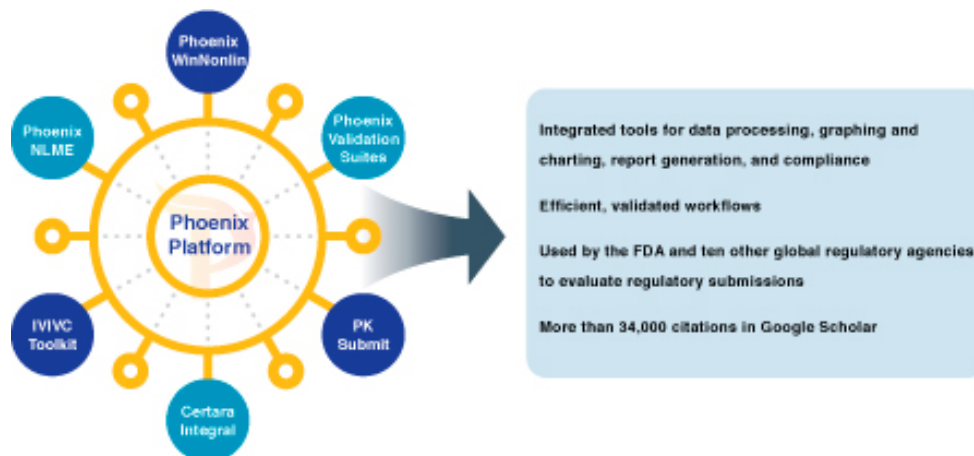 Phoenix
WinNonlin
Phoenix
NLME
Phoenix
Validation
Suites
Phoenix
Platform
IVIVC
Toolkit
PK
Submit
Certara
Integral
Integrated tools for data processing, graphing and
charting, report generation, and compliance
Efficient, validated workflows
Used by the FDA and ten other global regulatory agencies
to evaluate regulatory submissions
More than 34,000 citations in Google Scholar